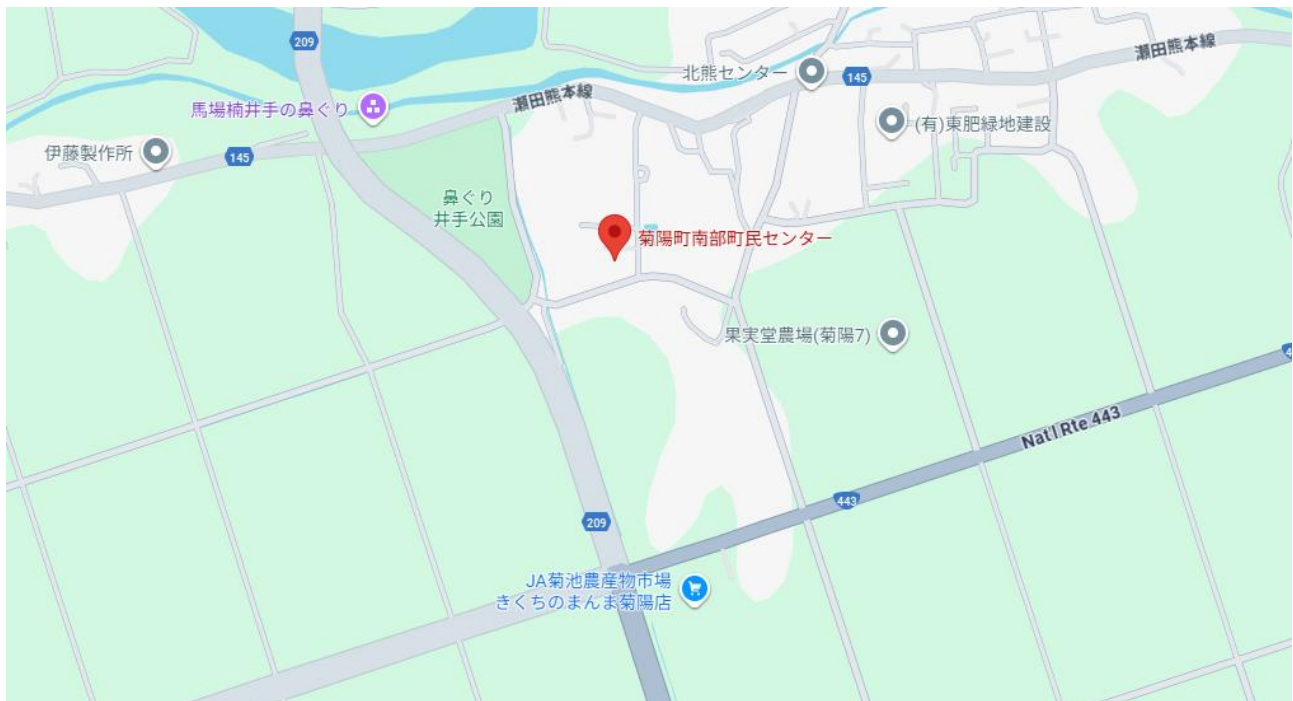 209
瀬田熊本線
北熊センター
145
瀬田熊本線
馬場楠井手の鼻ぐり
(有)東肥緑地建設
伊藤製作所
145
鼻ぐり
井手公園
菊陽町南部町民センター
果実堂農場(菊陽7)
Nat'l Rte 443
443
209
JA菊池農産物市場
きくちのまんま菊陽店